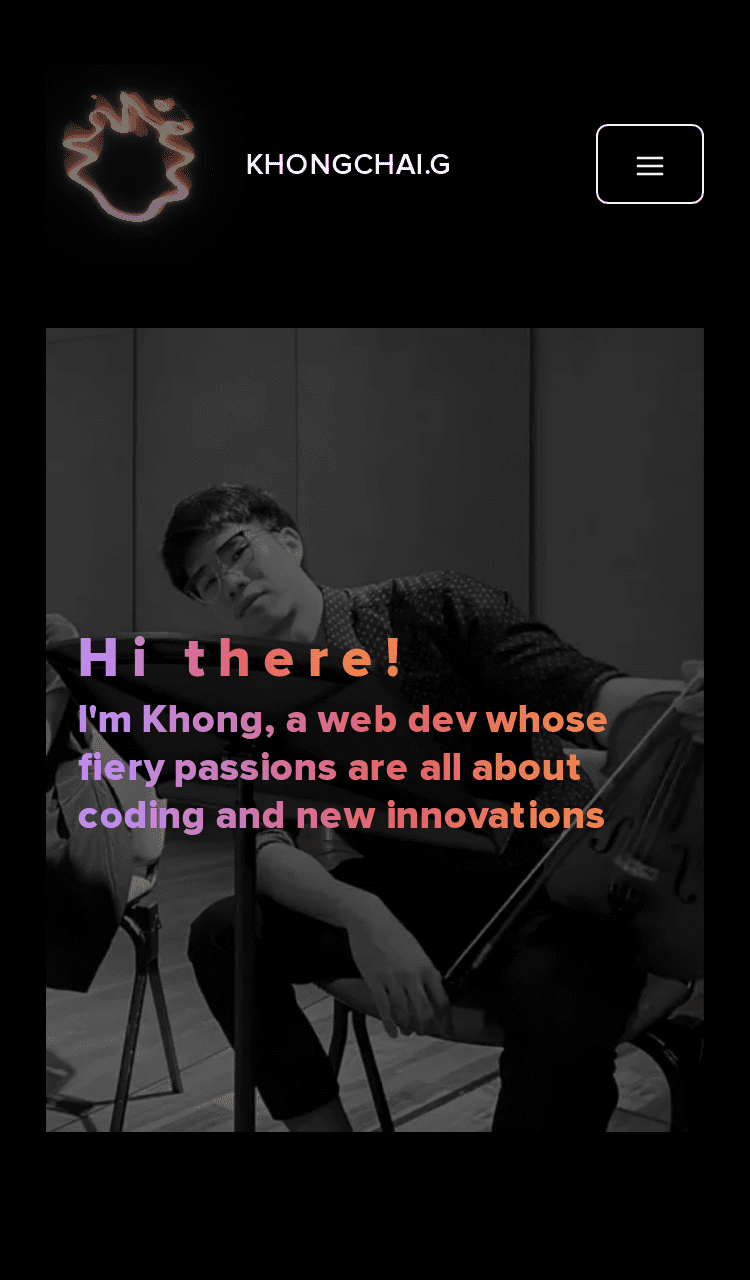 KHONGCHAI.G
Hi there!
I'm Khong, a web dev whose
fiery passions are all about
coding and new innovations